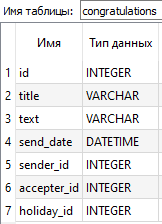 Имя таблицы: congratulations
Имя Тип данных
1 id INTEGER
2 title VARCHAR
3 text VARCHAR
4 send_date DATETIME
5 sender_id INTEGER
6 accepter_id INTEGER
7 holiday_id INTEGER